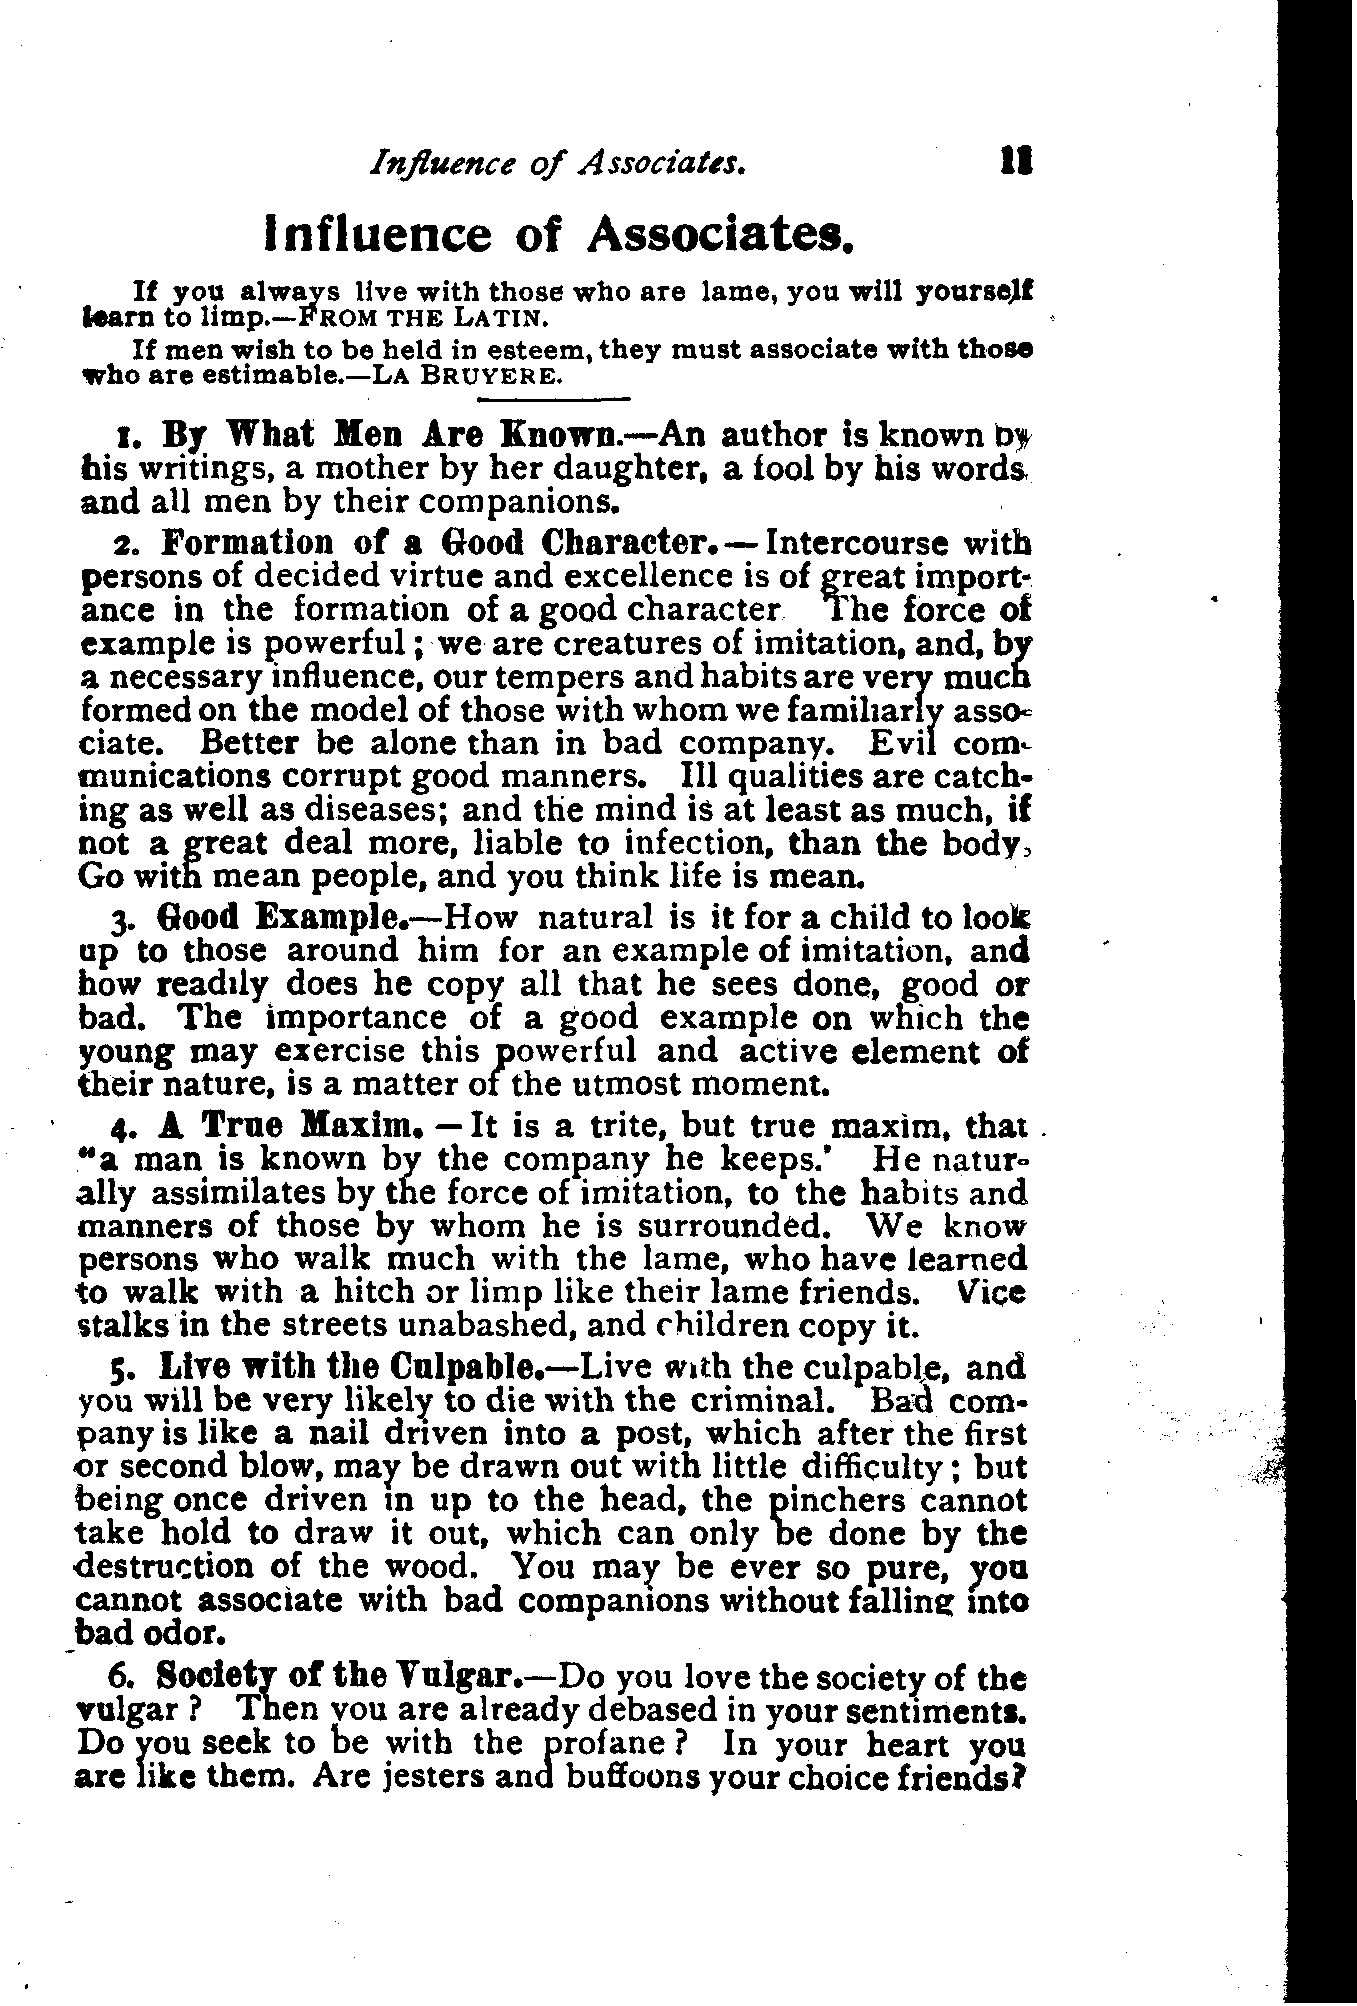 Influence of Associates. 11
Influence of Associates.
If you always live with those who are lame, you will yourself
learn to limp.—FROM THE LATIN.
If men wish to be held in esteem, they must associate with those
who are estimable.—LA BRUYERE.
1. By What Men Are Known.—An author is known by
his writings, a mother by her daughter, a fool by his words,
and all men by their companions.
2. Formation of a Good Character.—Intercourse with
persons of decided virtue and excellence is of great import-
ance in the formation of a good character. The force of
example is powerful; we are creatures of imitation, and, by
a necessary influence, our tempers and habits are very much
formed on the model of those with whom we familiarly asso-
ciate. Better be alone than in bad company. Evil com-
munications corrupt good manners. Ill qualities are catch-
ing as well as diseases; and the mind is at least as much, if
not a great deal more, liable to infection, than the body,
Go with mean people, and you think life is mean.
3. Good Example.—How natural is it for a child to look
up to those around him for an example of imitation, and
how readily does he copy all that he sees done, good or
bad. The importance of a good example on which the
young may exercise this powerful and active element of
their nature, is a matter of the utmost moment.
4. A True Maxim.—It is a trite, but true maxim, that
"a man is known by the company he keeps.' He natur-
ally assimilates by the force of imitation, to the habits and
manners of those by whom he is surrounded. We know
persons who walk much with the lame, who have learned
to walk with a hitch or limp like their lame friends. Vice
stalks in the streets unabashed, and children copy it.
5. Live with the Culpable.—Live with the culpable, and
you will be very likely to die with the criminal. Bad com-
pany is like a nail driven into a post, which after the first
or second blow, may be drawn out with little difficulty; but
being once driven in up to the head, the pinchers cannot
take hold to draw it out, which can only be done by the
destruction of the wood. You may be ever so pure, you
cannot associate with bad companions without falling into
bad odor.
6. Society of the Vulgar.—Do you love the society of the
vulgar? Then you are already debased in your sentiments.
Do you seek to be with the profane? In your heart you
are like them. Are jesters and buffoons your choice friends?